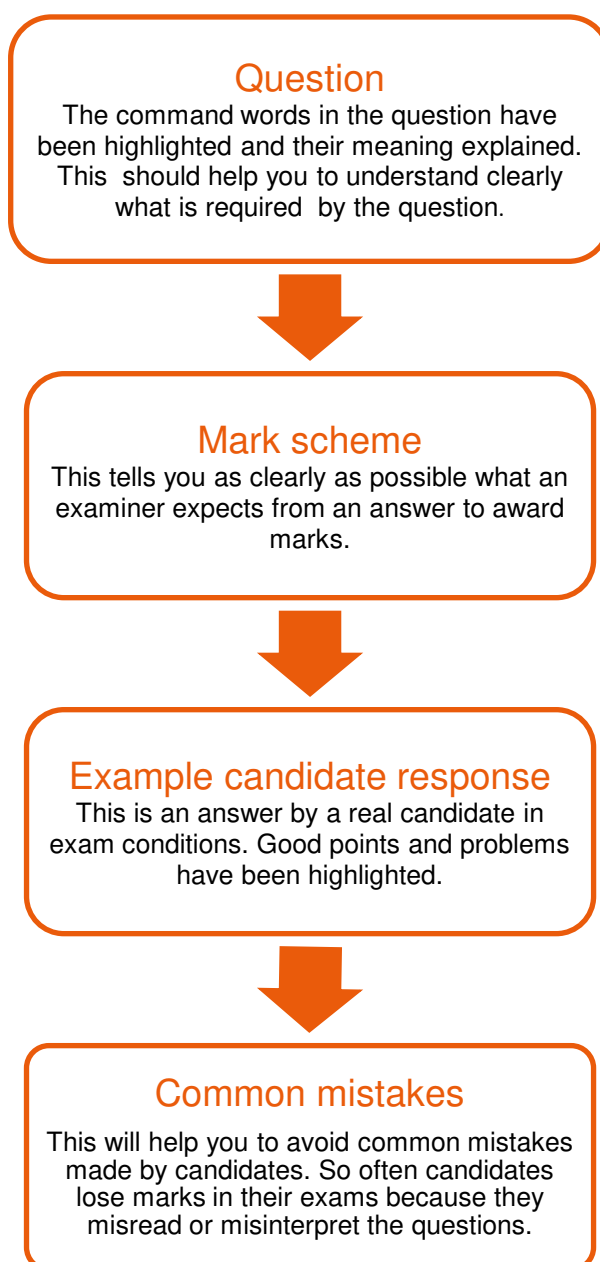 Question
The command words in the question have
been highlighted and their meaning explained.
This should help you to understand clearly
what is required by the question.
Mark scheme
This tells you as clearly as possible what an
examiner expects from an answer to award
marks.
Example candidate response
This is an answer by a real candidate in
exam conditions. Good points and problems
have been highlighted.
Common mistakes
This will help you to avoid common mistakes
made by candidates. So often candidates
lose marks in their exams because they
misread or misinterpret the questions.